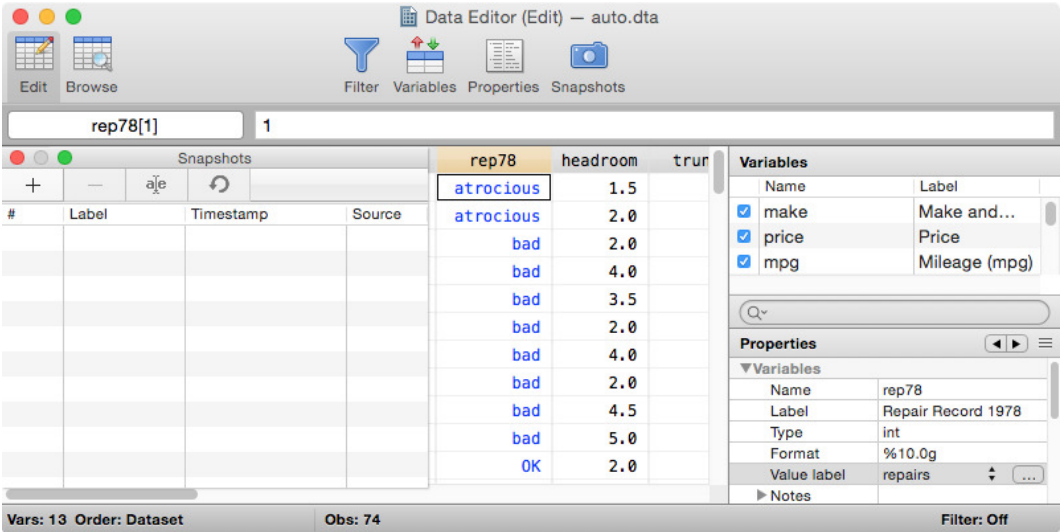 Data Editor (Edit) — auto.dta
Edit Browse Filter Variables Properties Snapshots
rep78[1] 1
Snapshots
# Label Timestamp Source
rep78 headroom trun
atrocious 1.5
atrocious 2.0
bad 2.0
bad 4.0
bad 3.5
bad 2.0
bad 4.0
bad 2.0
bad 4.5
bad 5.0
OK 2.0
Variables
Name Label
make Make and...
price Price
mpg Mileage (mpg)
Properties
Variables
Name rep78
Label Repair Record 1978
Type int
Format %10.0g
Value label repairs ...
Notes
Vars: 13 Order: Dataset Obs: 74 Filter: Off